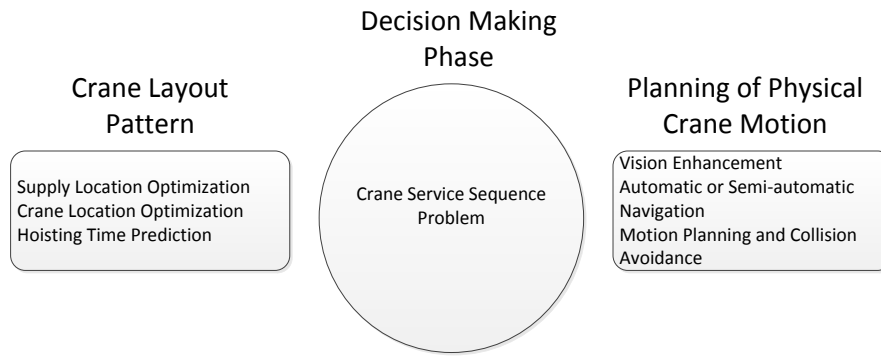 Crane Layout
Pattern
Supply Location Optimization
Crane Location Optimization
Hoisting Time Prediction
Decision Making
Phase
Crane Service Sequence
Problem
Planning of Physical
Crane Motion
Vision Enhancement
Automatic or Semi-automatic
Navigation
Motion Planning and Collision
Avoidance